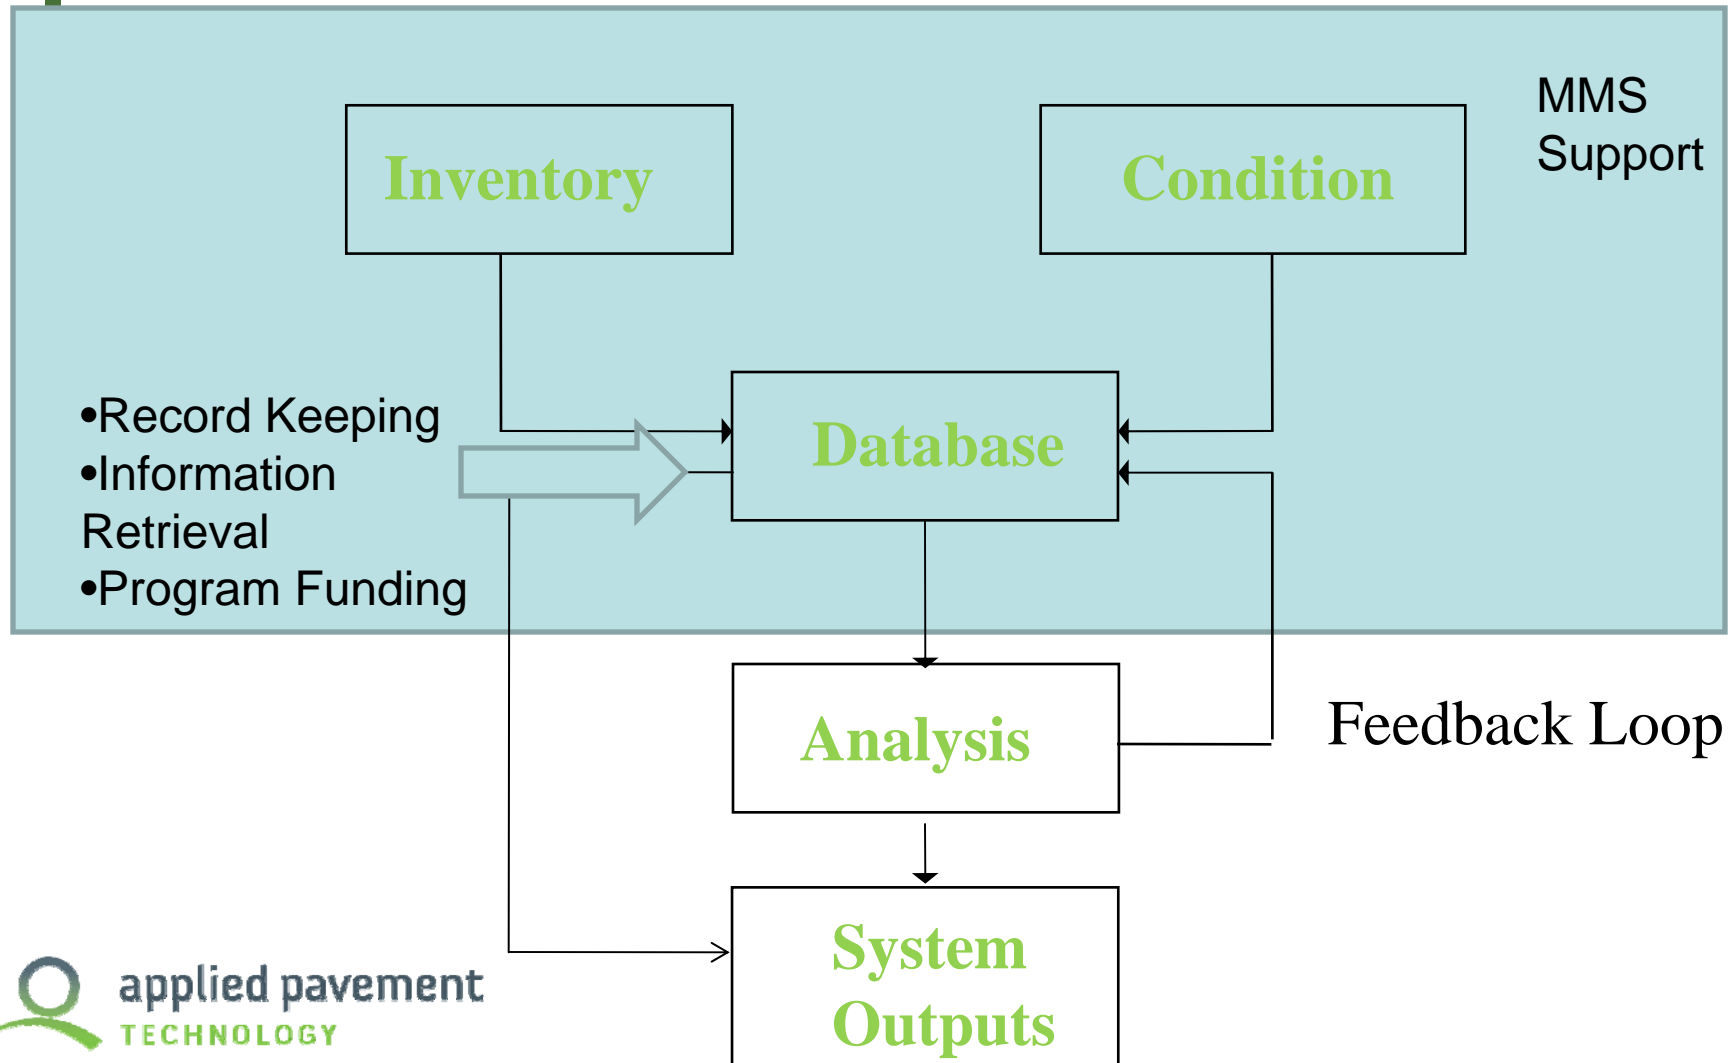 MMS
Support
Inventory
Condition
•Record Keeping
•Information
Retrieval
•Program Funding
Database
Analysis
Feedback Loop
System
Outputs
applied pavement
TECHNOLOGY